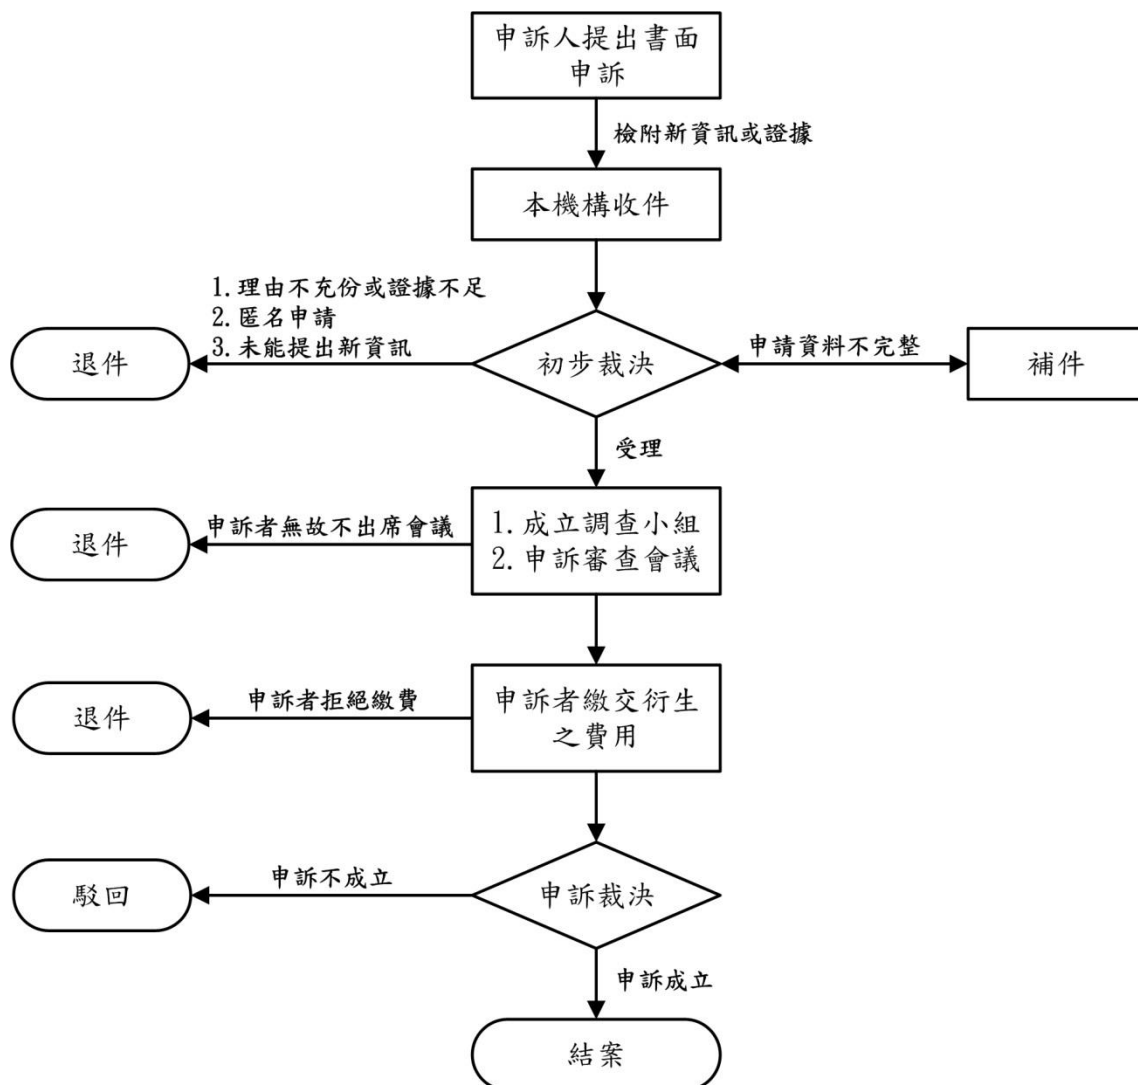 申訴人提出書面
申訴
檢附新資訊或證據
本機構收件
1.理由不充份或證據不足
2.匿名申請
3.未能提出新資訊
退件
初步裁決
申請資料不完整
補件
受理
退件
申訴者無故不出席會議
1.成立調查小組
2.申訴審查會議
退件
申訴者拒絕繳費
申訴者繳交衍生
之費用
駁回
申訴不成立
申訴裁決
申訴成立
結案